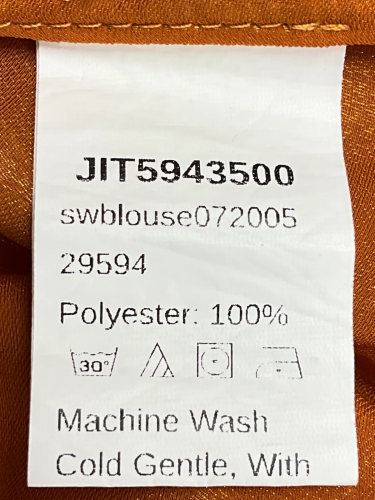 JIT5943500
swblouse072005
29594
Polyester: 100%
30°
Machine Wash
Cold Gentle, With